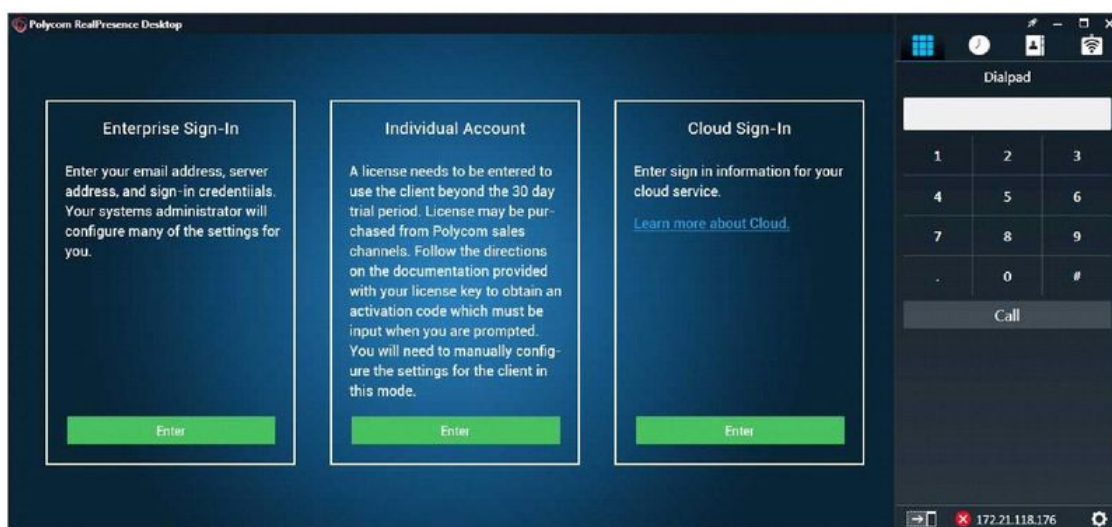 Polycom RealPresence Desktop
Enterprise Sign-In
Enter your email address, server
address, and sign-in credentiials.
Your systems administrator will
configure many of the settings for
you.
Enter
Individual Account
A license needs to be entered to
use the client beyond the 30 day
trial period. License may be pur-
chased from Polycom sales
channels. Follow the directions
on the documentation provided
with your license key to obtain an
activation code which must be
input when you are prompted.
You will need to manually config-
ure the settings for the client in
this mode.
Enter
Cloud Sign-In
Enter sign in information for your
cloud service.
Learn more about Cloud.
Enter
Dialpad
1 2 3
4 5 6
7 8 9
. 0 #
Call
172.21.118.176